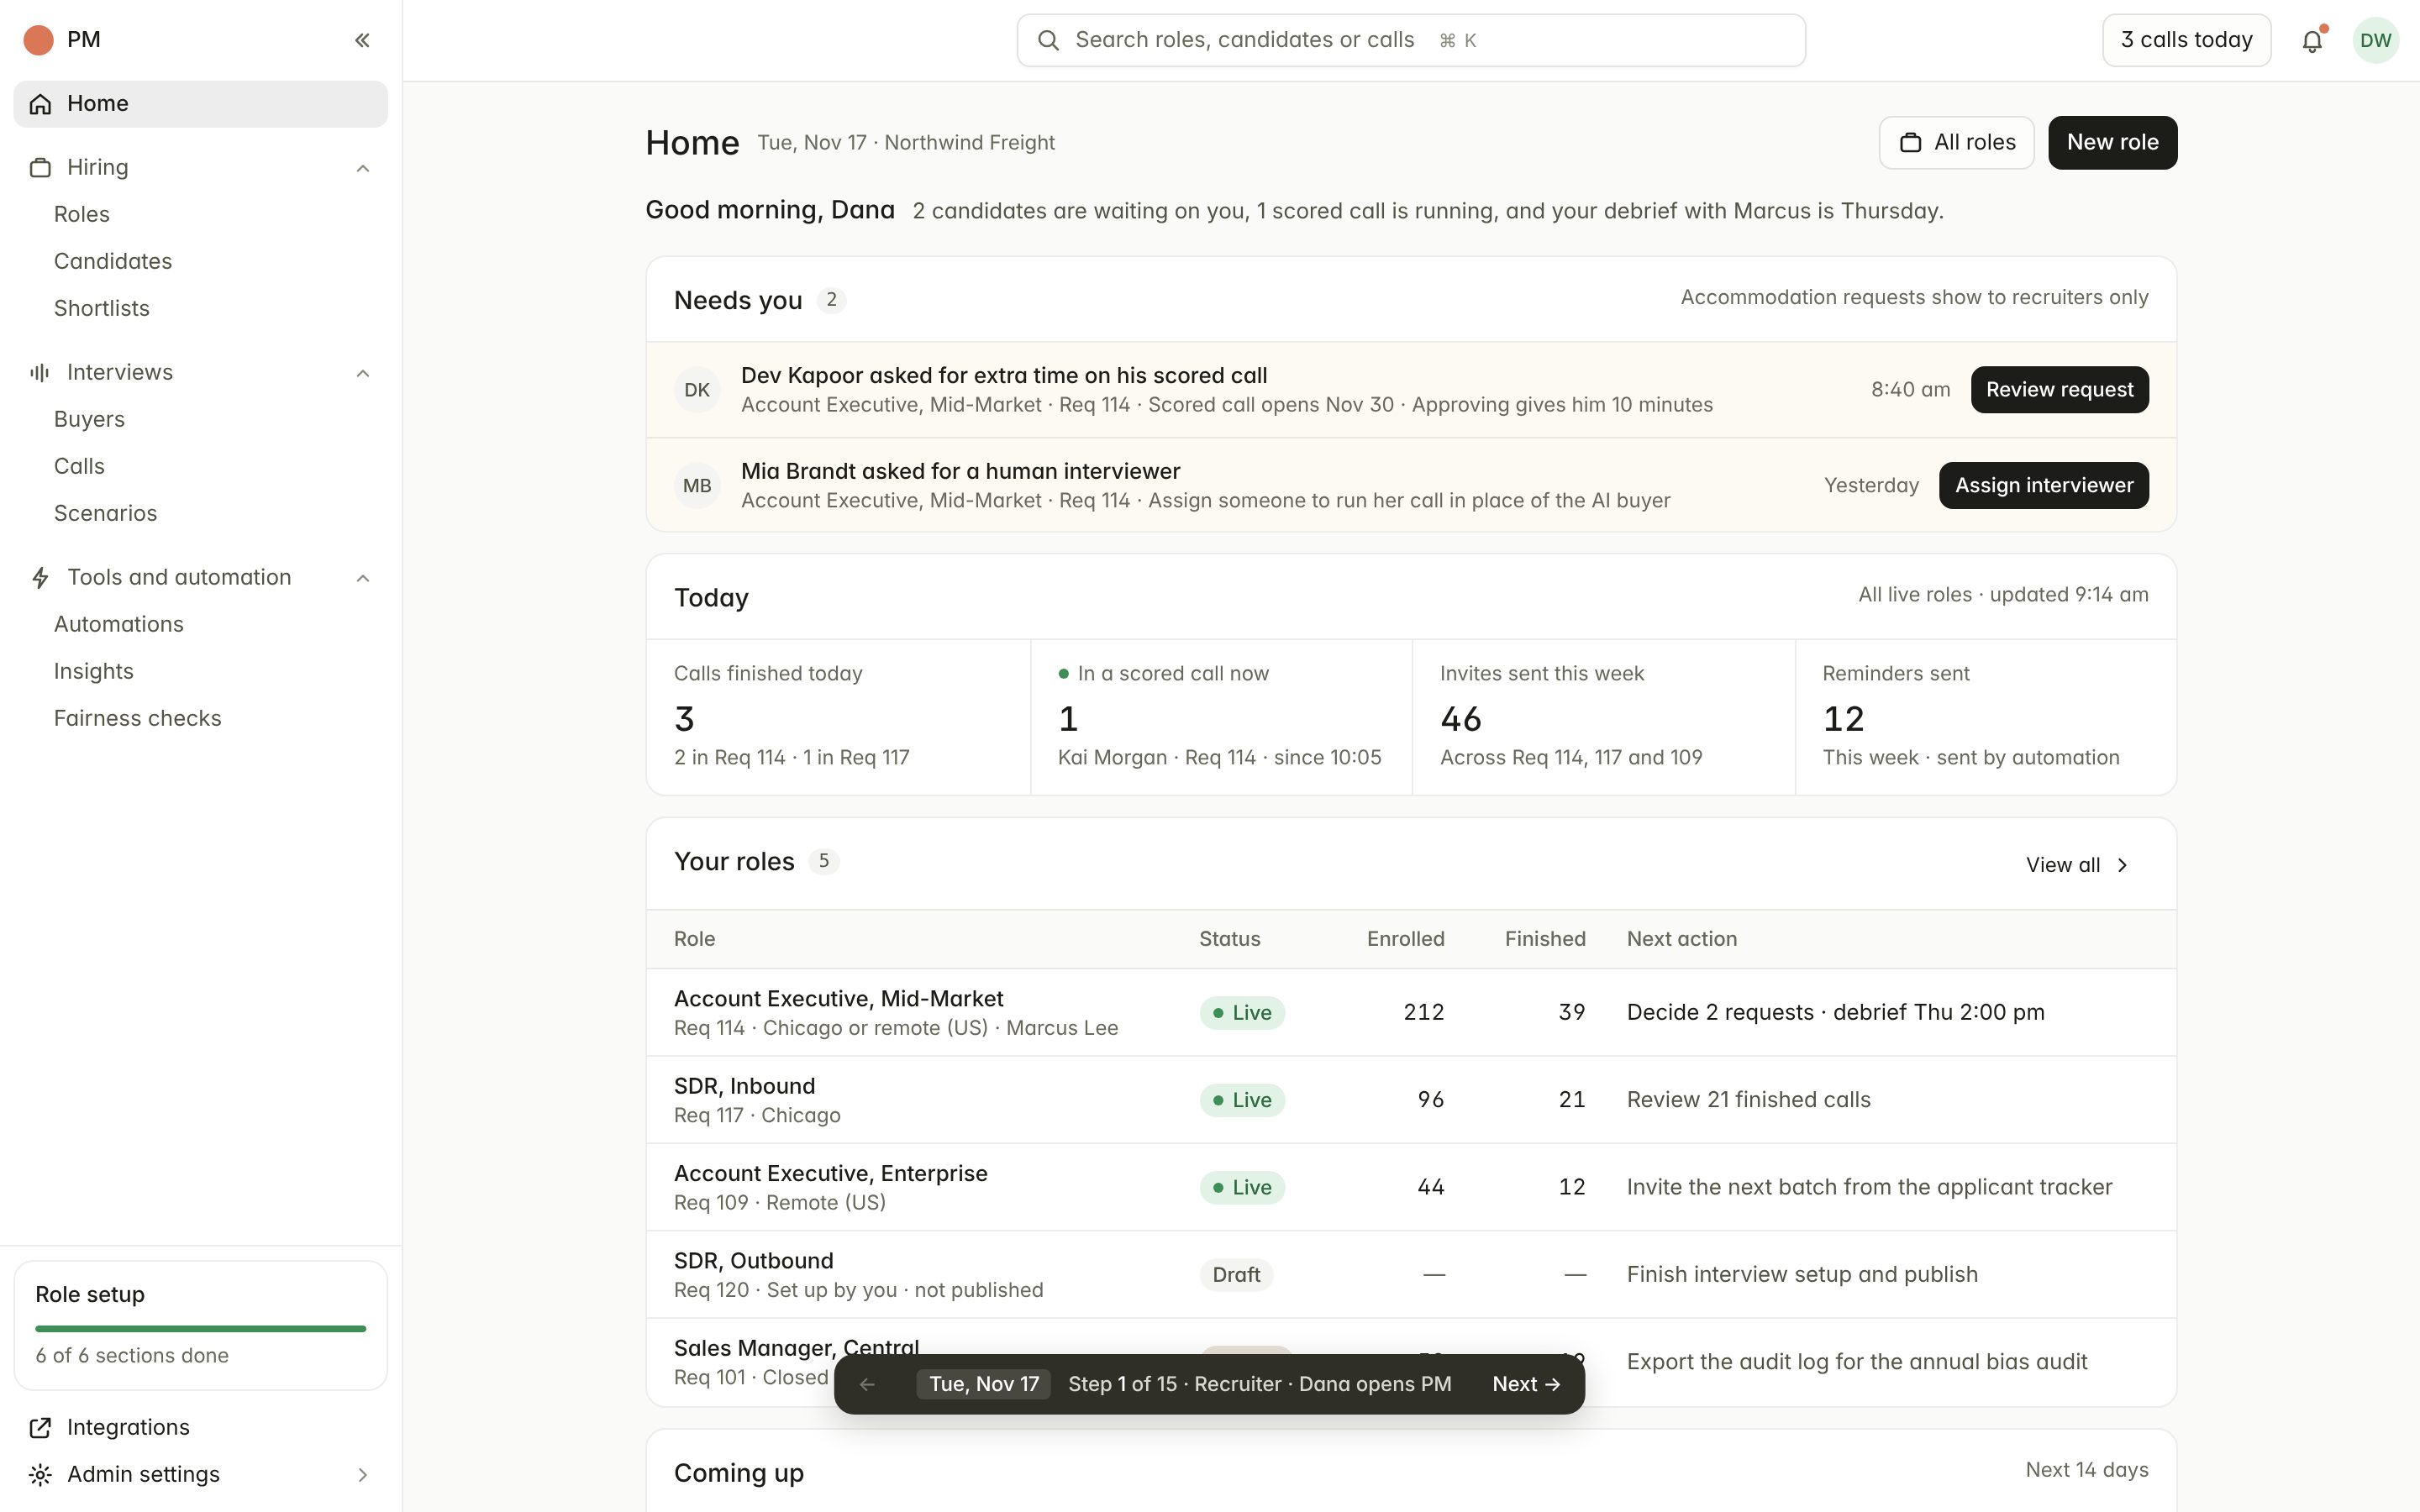 PM
Home
Hiring
Roles
Candidates
Shortlists
Interviews
Buyers
Calls
Scenarios
Tools and automation
Automations
Insights
Fairness checks
Role setup
6 of 6 sections done
Integrations
Admin settings
Search roles, candidates or calls ⌘ K
3 calls today
DW
Home Tue, Nov 17 · Northwind Freight
All roles
New role
Good morning, Dana 2 candidates are waiting on you, 1 scored call is running, and your debrief with Marcus is Thursday.
Needs you 2
Accommodation requests show to recruiters only
DK
Dev Kapoor asked for extra time on his scored call
Account Executive, Mid-Market · Req 114 · Scored call opens Nov 30 · Approving gives him 10 minutes
8:40 am
Review request
MB
Mia Brandt asked for a human interviewer
Account Executive, Mid-Market · Req 114 · Assign someone to run her call in place of the AI buyer
Yesterday
Assign interviewer
Today
All live roles · updated 9:14 am
Calls finished today
3
2 in Req 114 · 1 in Req 117
In a scored call now
1
Kai Morgan · Req 114 · since 10:05
Invites sent this week
46
Across Req 114, 117 and 109
Reminders sent
12
This week · sent by automation
Your roles 5
View all
Role Status Enrolled Finished Next action
Account Executive, Mid-Market
Req 114 · Chicago or remote (US) · Marcus Lee
Live 212 39 Decide 2 requests · debrief Thu 2:00 pm
SDR, Inbound
Req 117 · Chicago
Live 96 21 Review 21 finished calls
Account Executive, Enterprise
Req 109 · Remote (US)
Live 44 12 Invite the next batch from the applicant tracker
SDR, Outbound
Req 120 · Set up by you · not published
Draft — — Finish interview setup and publish
Sales Manager, Central
Req 101 · Closed
Export the audit log for the annual bias audit
← Tue, Nov 17 Step 1 of 15 · Recruiter · Dana opens PM Next →
Coming up
Next 14 days